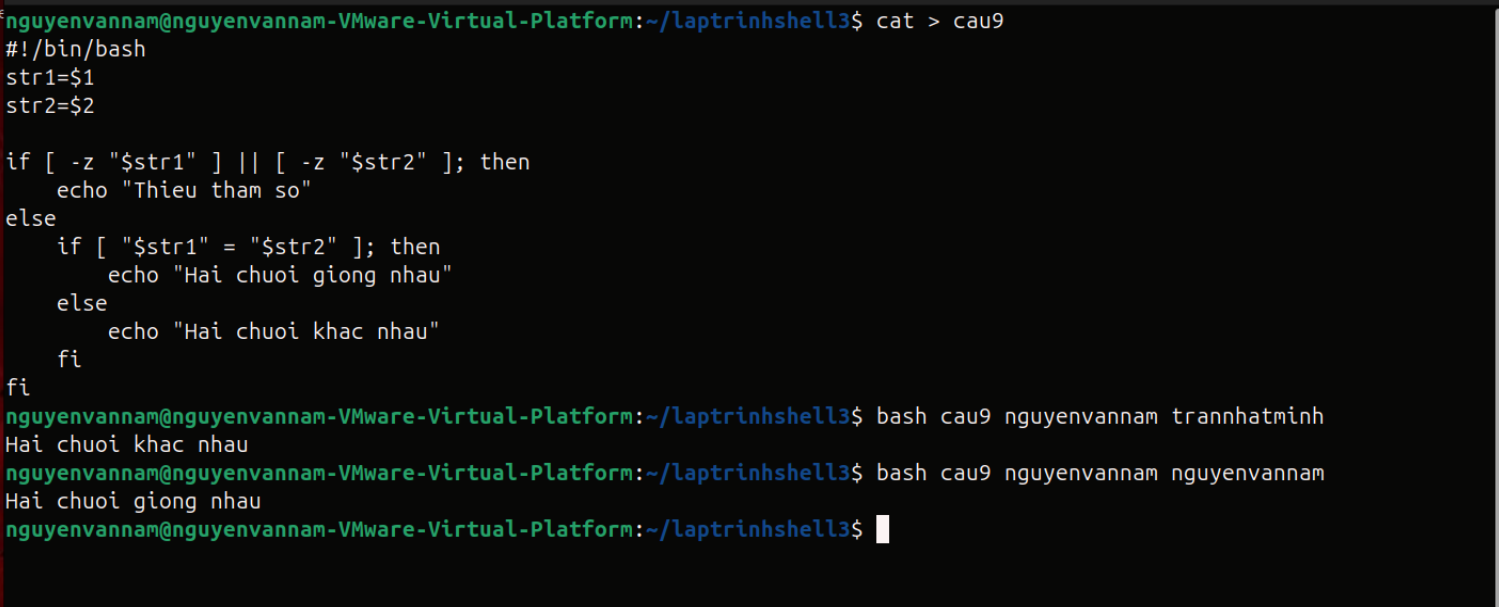 nguyenvannam@nguyenvannam-VMware-Virtual-Platform:~/laptrinhshell3$ cat > cau9
#!/bin/bash
str1=$1
str2=$2

if [ -z "$str1" ] || [ -z "$str2" ]; then
    echo "Thieu tham so"
else
    if [ "$str1" = "$str2" ]; then
        echo "Hai chuoi giong nhau"
    else
        echo "Hai chuoi khac nhau"
    fi
fi
nguyenvannam@nguyenvannam-VMware-Virtual-Platform:~/laptrinhshell3$ bash cau9 nguyenvannam trannhatminh
Hai chuoi khac nhau
nguyenvannam@nguyenvannam-VMware-Virtual-Platform:~/laptrinhshell3$ bash cau9 nguyenvannam nguyenvannam
Hai chuoi giong nhau
nguyenvannam@nguyenvannam-VMware-Virtual-Platform:~/laptrinhshell3$